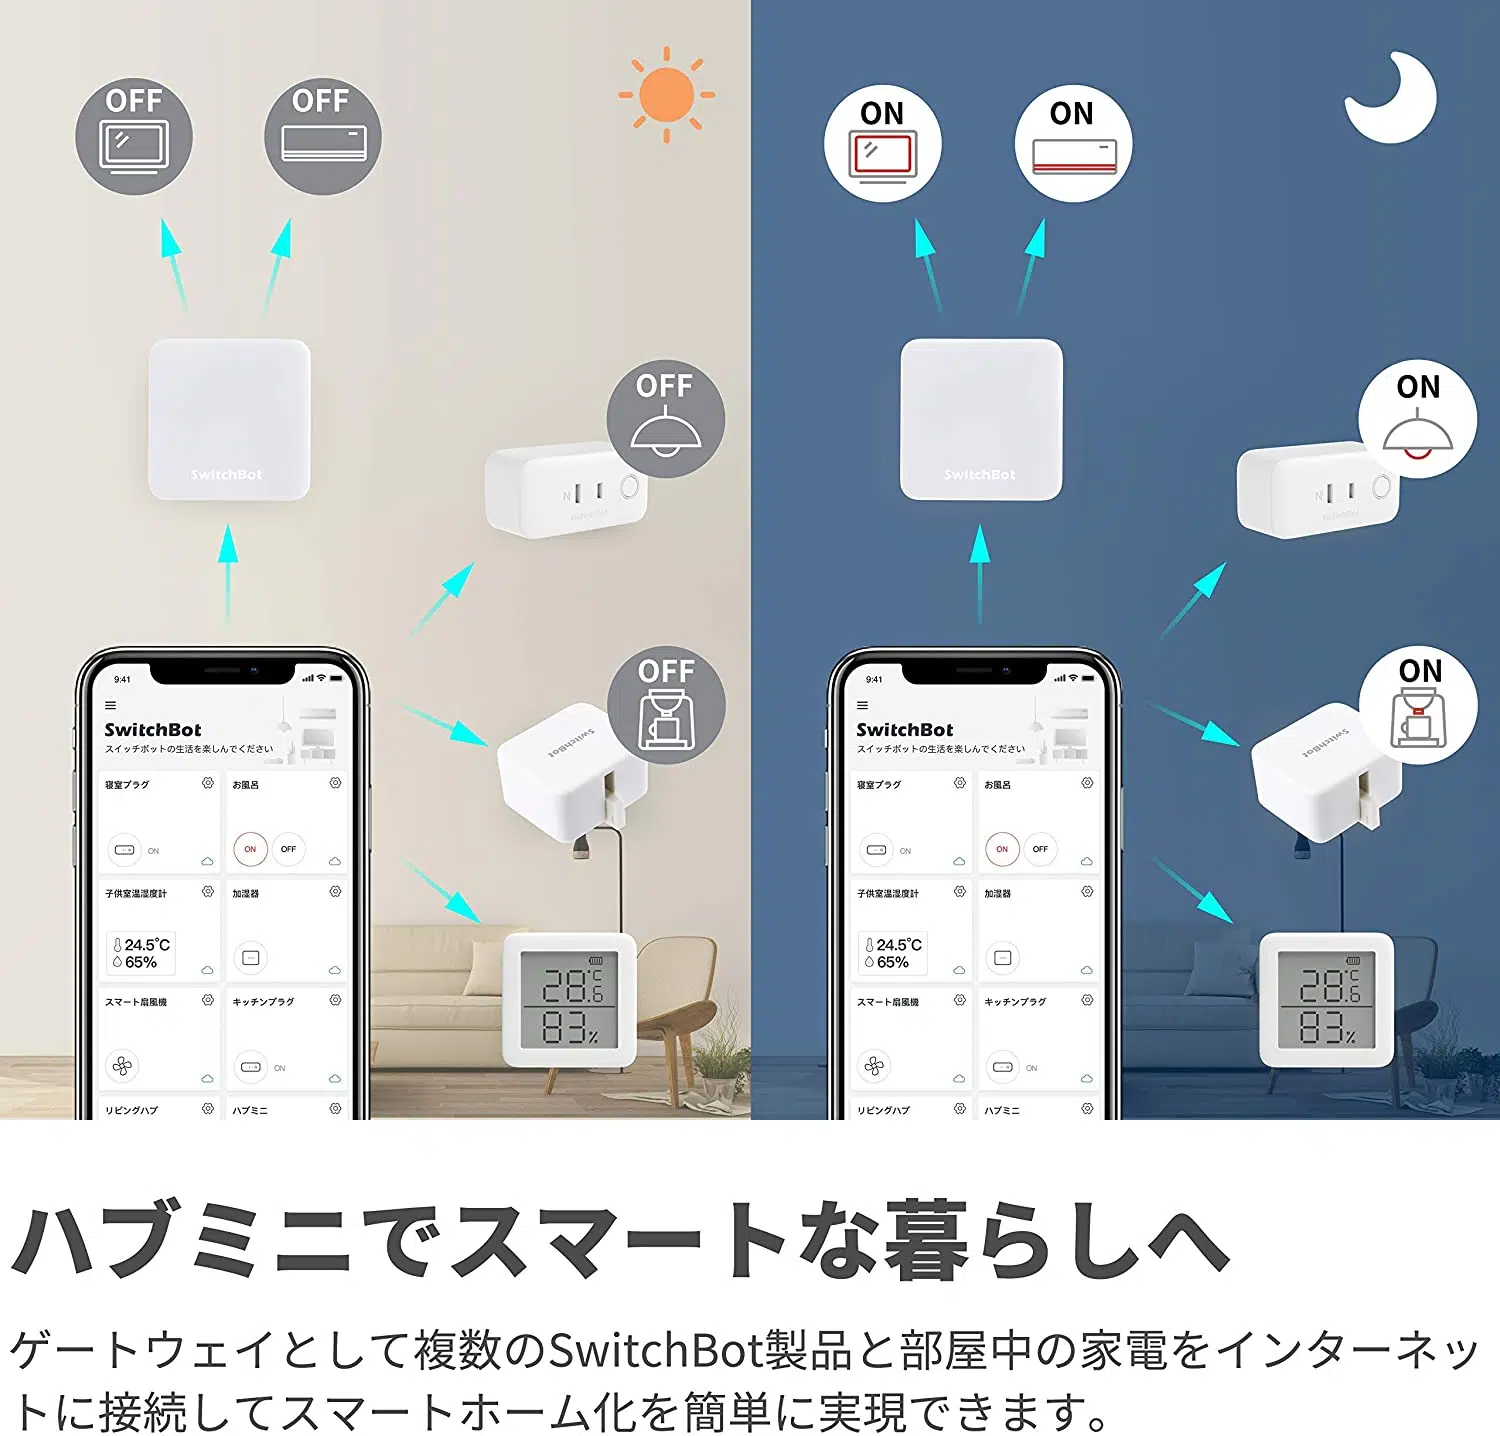 OFF
OFF
ON
ON
SwitchBot
OFF
N
SwitchBot
SwitchBot
ON
N
SwitchBot
OFF
SwitchBot
ON
SwitchBot
9:41
SwitchBot
スイッチボットの生活を楽しんでください
寝室プラグ
お風呂
ON
ON
OFF
子供室温湿度計
加湿器
24.5°C
65%
スマート扇風機
キッチンプラグ
ON
リビングハブ
ハブミニ
28.6°C
83%
9:41
SwitchBot
スイッチボットの生活を楽しんでください
寝室プラグ
お風呂
ON
ON
OFF
子供室温湿度計
加湿器
24.5°C
65%
スマート扇風機
キッチンプラグ
ON
リビングハブ
ハブミニ
28.6°C
83%
ハブミニでスマートな暮らしへ
ゲートウェイとして複数のSwitchBot製品と部屋中の家電をインターネッ
トに接続してスマートホーム化を簡単に実現できます。